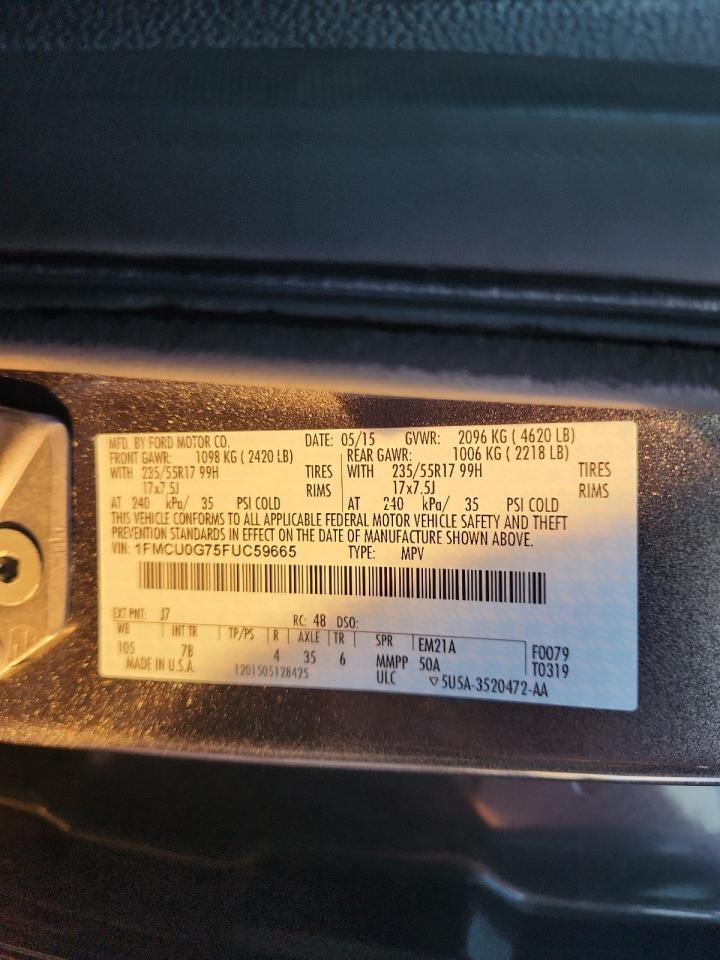 MFD. BY FORD MOTOR CO. DATE: 05/15 GVWR: 2096 KG ( 4620 LB)
FRONT GAWR: 1098 KG ( 2420 LB) REAR GAWR: 1006 KG ( 2218 LB)
WITH 235/55R17 99H TIRES WITH 235/55R17 99H TIRES
17x7.5J RIMS 17x7.5J RIMS
AT 240 kPa/ 35 PSI COLD AT 240 kPa/ 35 PSI COLD
THIS VEHICLE CONFORMS TO ALL APPLICABLE FEDERAL MOTOR VEHICLE SAFETY AND THEFT
PREVENTION STANDARDS IN EFFECT ON THE DATE OF MANUFACTURE SHOWN ABOVE.
VIN: 1FMCU0G75FUC59665 TYPE: MPV
EXT PNT: J7 RC: 48 DSO:
WB INT TR TP/PS R AXLE TR SPR EM21A F0079
105 7B 4 35 6 MMPP 50A T0319
MADE IN U.S.A. 1201505128425 ULC ▽5U5A-3520472-AA